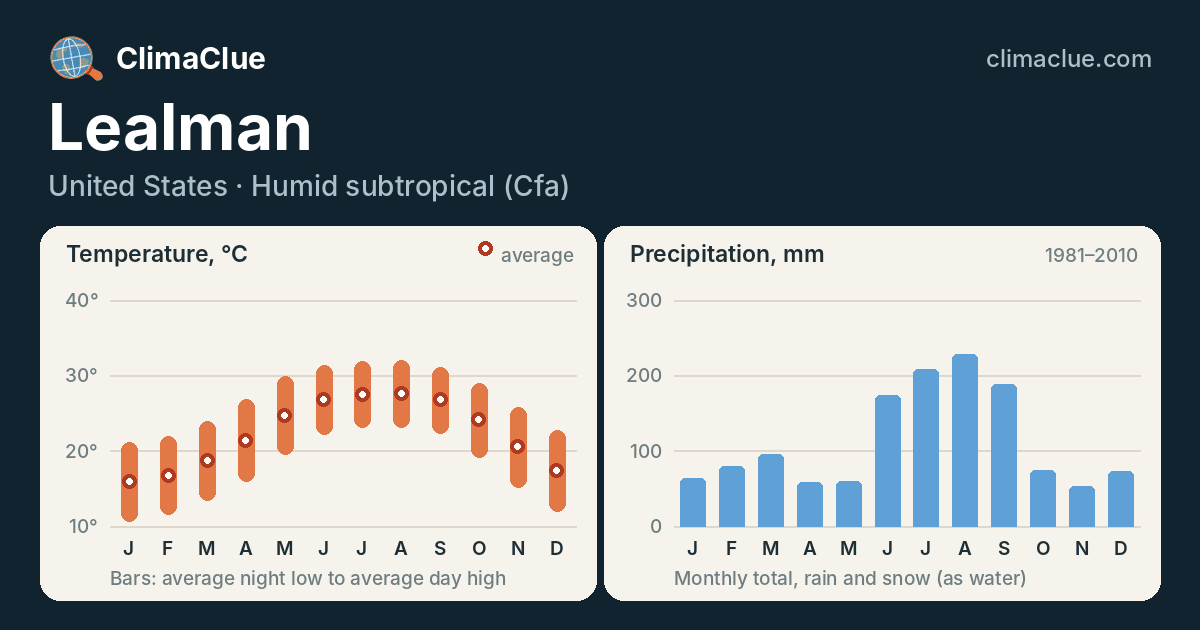 ClimaClue
climaclue.com
Lealman
United States · Humid subtropical (Cfa)
Temperature, °C
average
40°
30°
20°
10°
J F M A M J J A S O N D
Bars: average night low to average day high
Precipitation, mm
1981–2010
300
200
100
0
J F M A M J J A S O N D
Monthly total, rain and snow (as water)